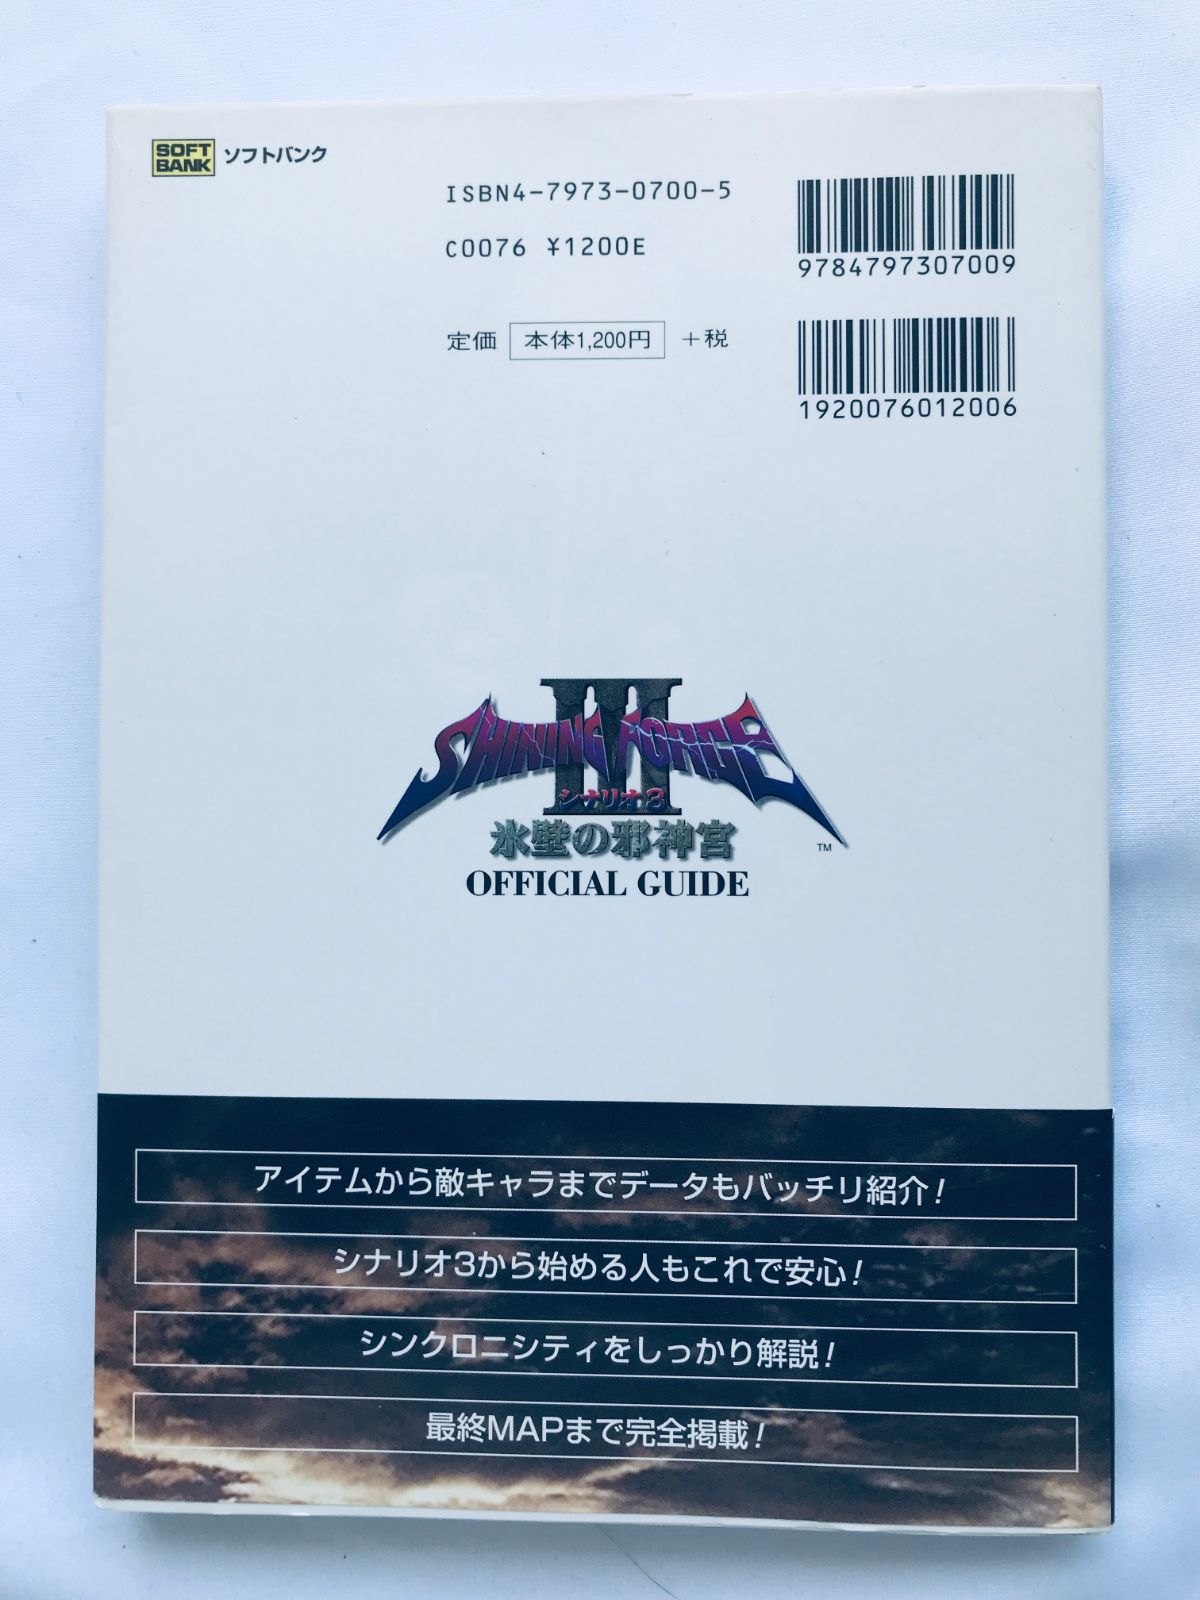 SOFT
BANK
ソフトバンク
ISBN4-7973-0700-5
C0076 ¥1200E
9784797307009
定価 本体1,200円 +税
1920076012006
III
SHINING FORCE
シナリオ3
氷壁の邪神宮
TM
OFFICIAL GUIDE
アイテムから敵キャラまでデータもバッチリ紹介!
シナリオ3から始める人もこれで安心!
シンクロニシティをしっかり解説!
最終MAPまで完全掲載!